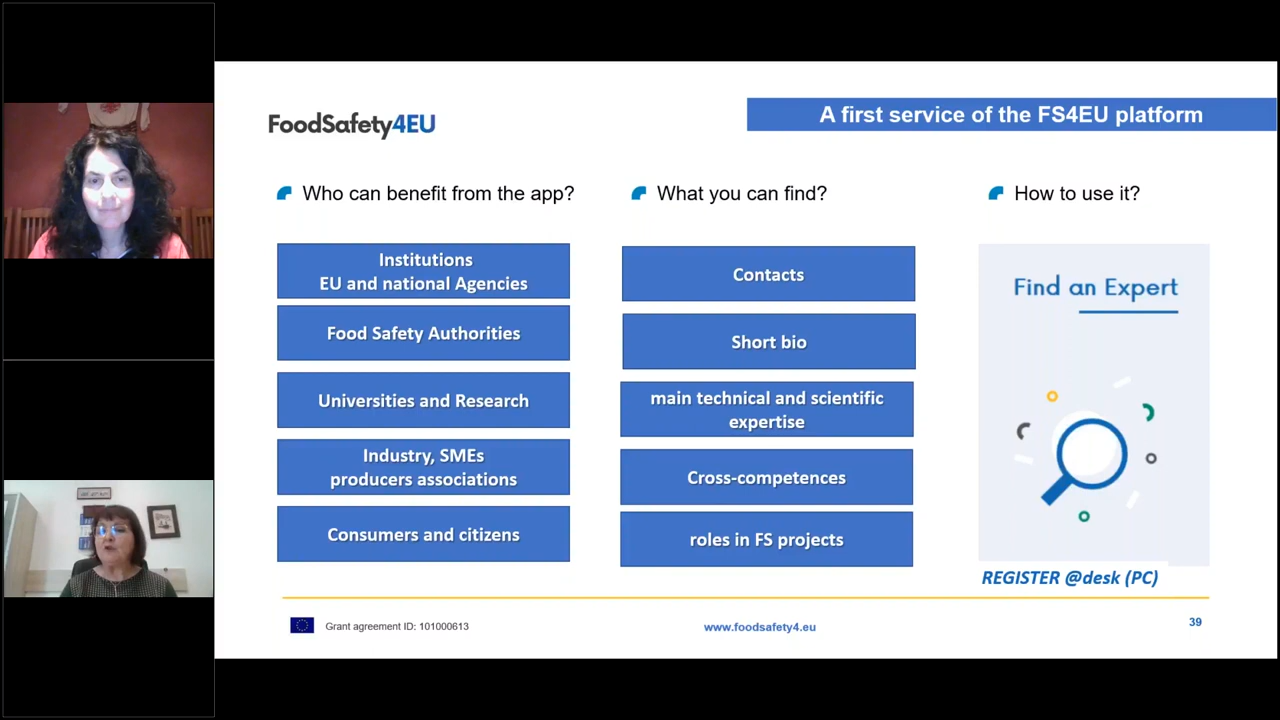 FoodSafety4EU
A first service of the FS4EU platform
Who can benefit from the app?
Institutions
EU and national Agencies
Food Safety Authorities
Universities and Research
Industry, SMEs
producers associations
Consumers and citizens
What you can find?
Contacts
Short bio
main technical and scientific
expertise
Cross-competences
roles in FS projects
How to use it?
Find an Expert
REGISTER @desk (PC)
Grant agreement ID: 101000613
www.foodsafety4.eu
39